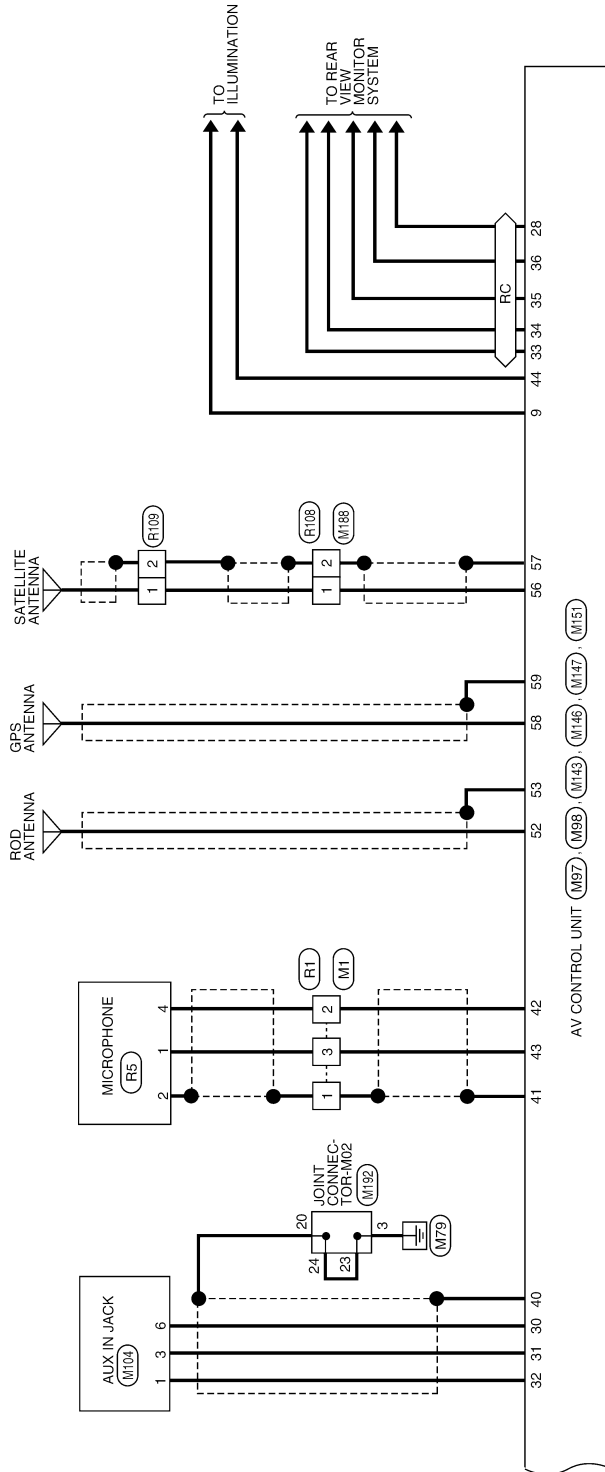 AUX IN JACK
M104
1
3
6
20
JOINT
CONNEC-
TOR-M02
M192
24
23
3
M79
32
31
30
40
MICROPHONE
R5
2
1
4
R1
M1
1
3
2
41
43
42
ROD
ANTENNA
52
53
GPS
ANTENNA
58
59
SATELLITE
ANTENNA
1
2
R109
1
2
R108
M188
56
57
TO
ILLUMINATION
TO REAR
VIEW
MONITOR
SYSTEM
RC
9
44
33
34
35
36
28
AV CONTROL UNIT M97 , M98 , M143 , M146 , M147 , M151